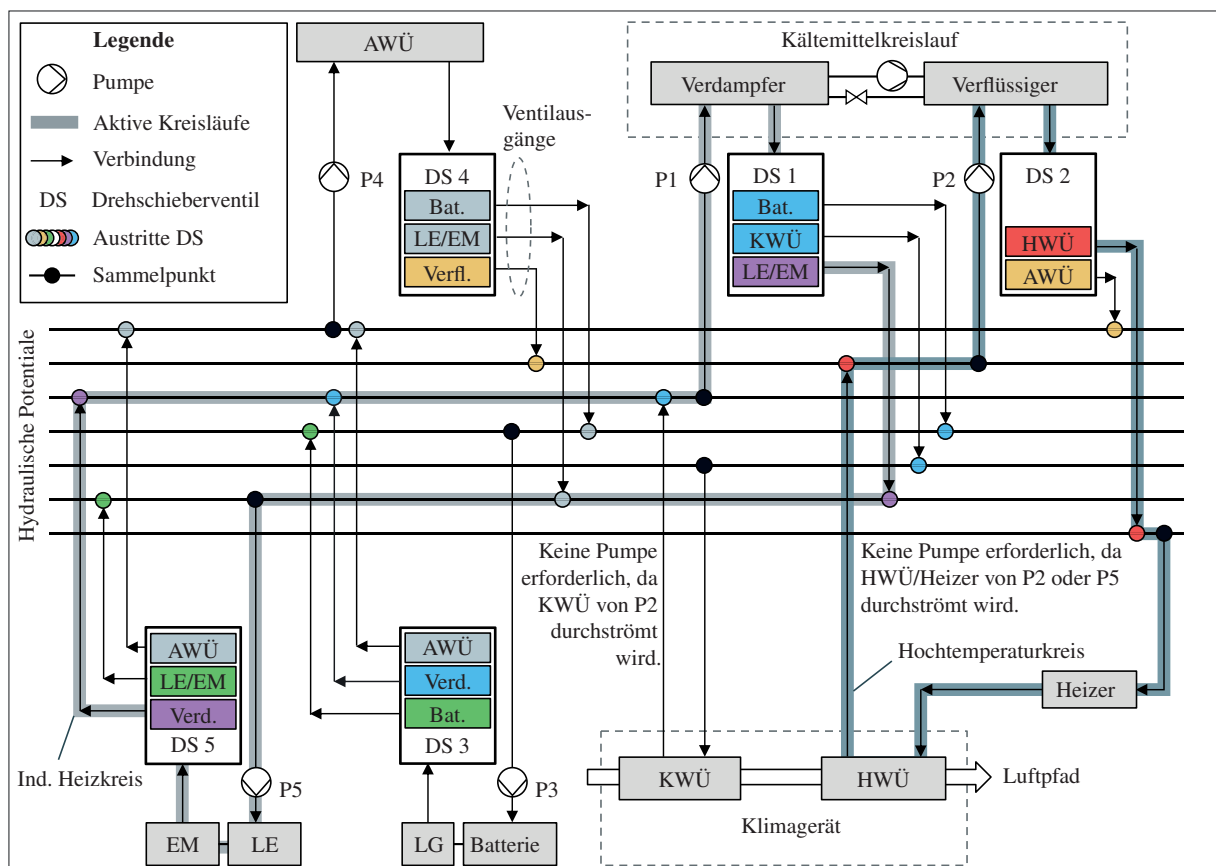 Legende
Pumpe
Aktive Kreisläufe
Verbindung
DS Drehschieberventil
Austritte DS
Sammelpunkt
AWÜ
P4
DS 4
Bat.
LE/EM
Verfl.
Ventilaus-
gänge
Kältemittelkreislauf
Verdampfer
Verflüssiger
P1
DS 1
Bat.
KWÜ
LE/EM
P2
DS 2
HWÜ
AWÜ
Hydraulische Potentiale
Keine Pumpe
erforderlich, da
KWÜ von P2
durchströmt
wird.
Keine Pumpe erforderlich, da
HWÜ/Heizer von P2 oder P5
durchströmt wird.
Hochtemperaturkreis
AWÜ
LE/EM
Verd.
DS 5
Ind. Heizkreis
P5
EM
LE
AWÜ
Verd.
Bat.
DS 3
P3
LG
Batterie
Heizer
KWÜ
HWÜ
Luftpfad
Klimagerät